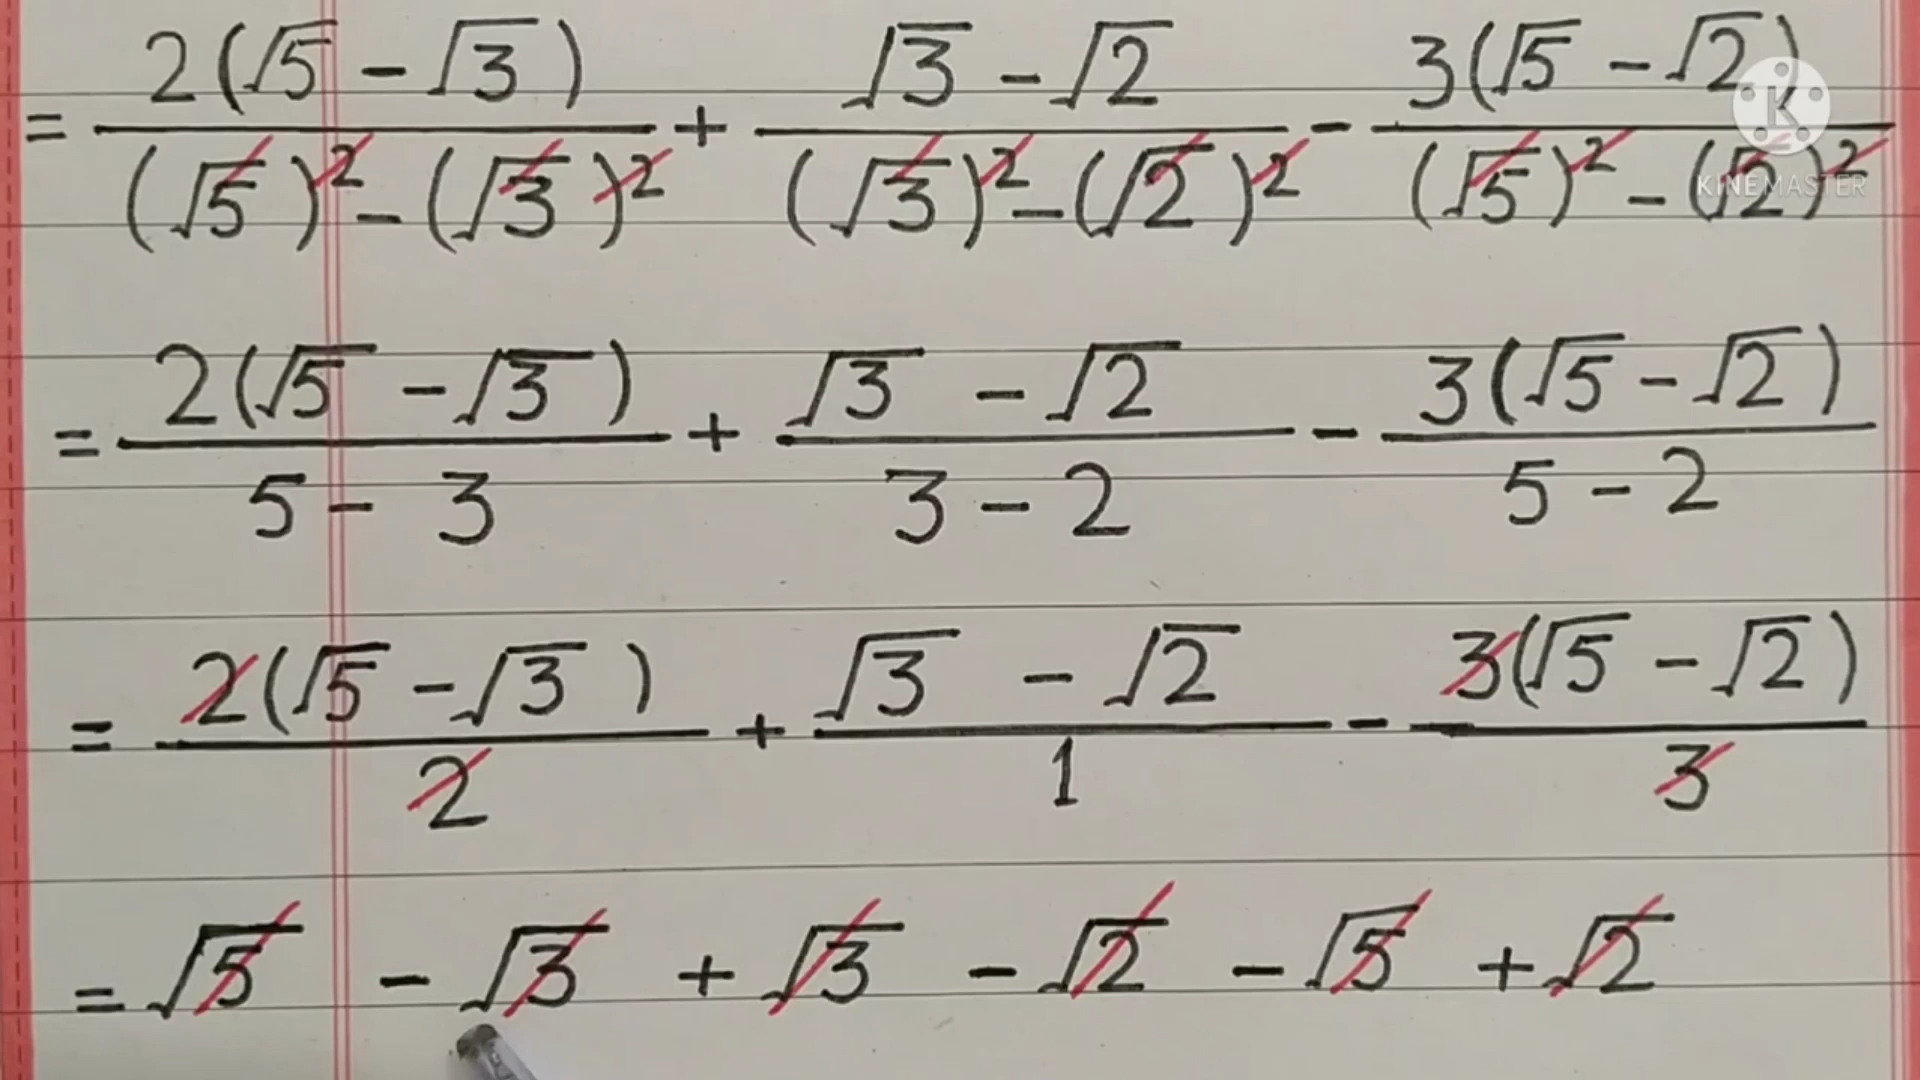 = 2(√5 - √3) / (√5)² - (√3)² + √3 - √2 / (√3)² - (√2)² - 3(√5 - √2) / (√5)² - (√2)²
K
KINEMASTER
= 2(√5 - √3) / 5 - 3 + √3 - √2 / 3 - 2 - 3(√5 - √2) / 5 - 2
= 2(√5 - √3) / 2 + √3 - √2 / 1 - 3(√5 - √2) / 3
= √5 - √3 + √3 - √2 - √5 + √2